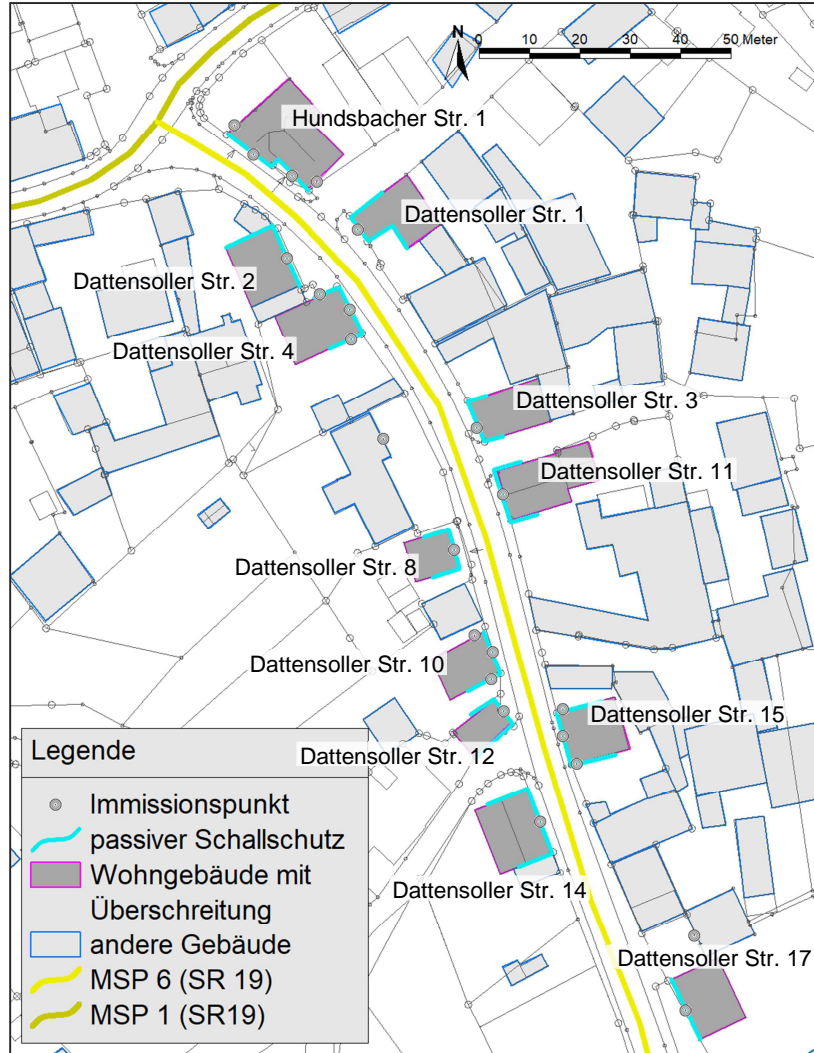 N
0 10 20 30 40 50 Meter
Hundsbacher Str. 1
Dattensoller Str. 1
Dattensoller Str. 2
Dattensoller Str. 4
Dattensoller Str. 3
Dattensoller Str. 11
Dattensoller Str. 8
Dattensoller Str. 10
Dattensoller Str. 15
Dattensoller Str. 12
Dattensoller Str. 14
Dattensoller Str. 17
Legende
Immissionspunkt
passiver Schallschutz
Wohngebäude mit
Überschreitung
andere Gebäude
MSP 6 (SR 19)
MSP 1 (SR19)